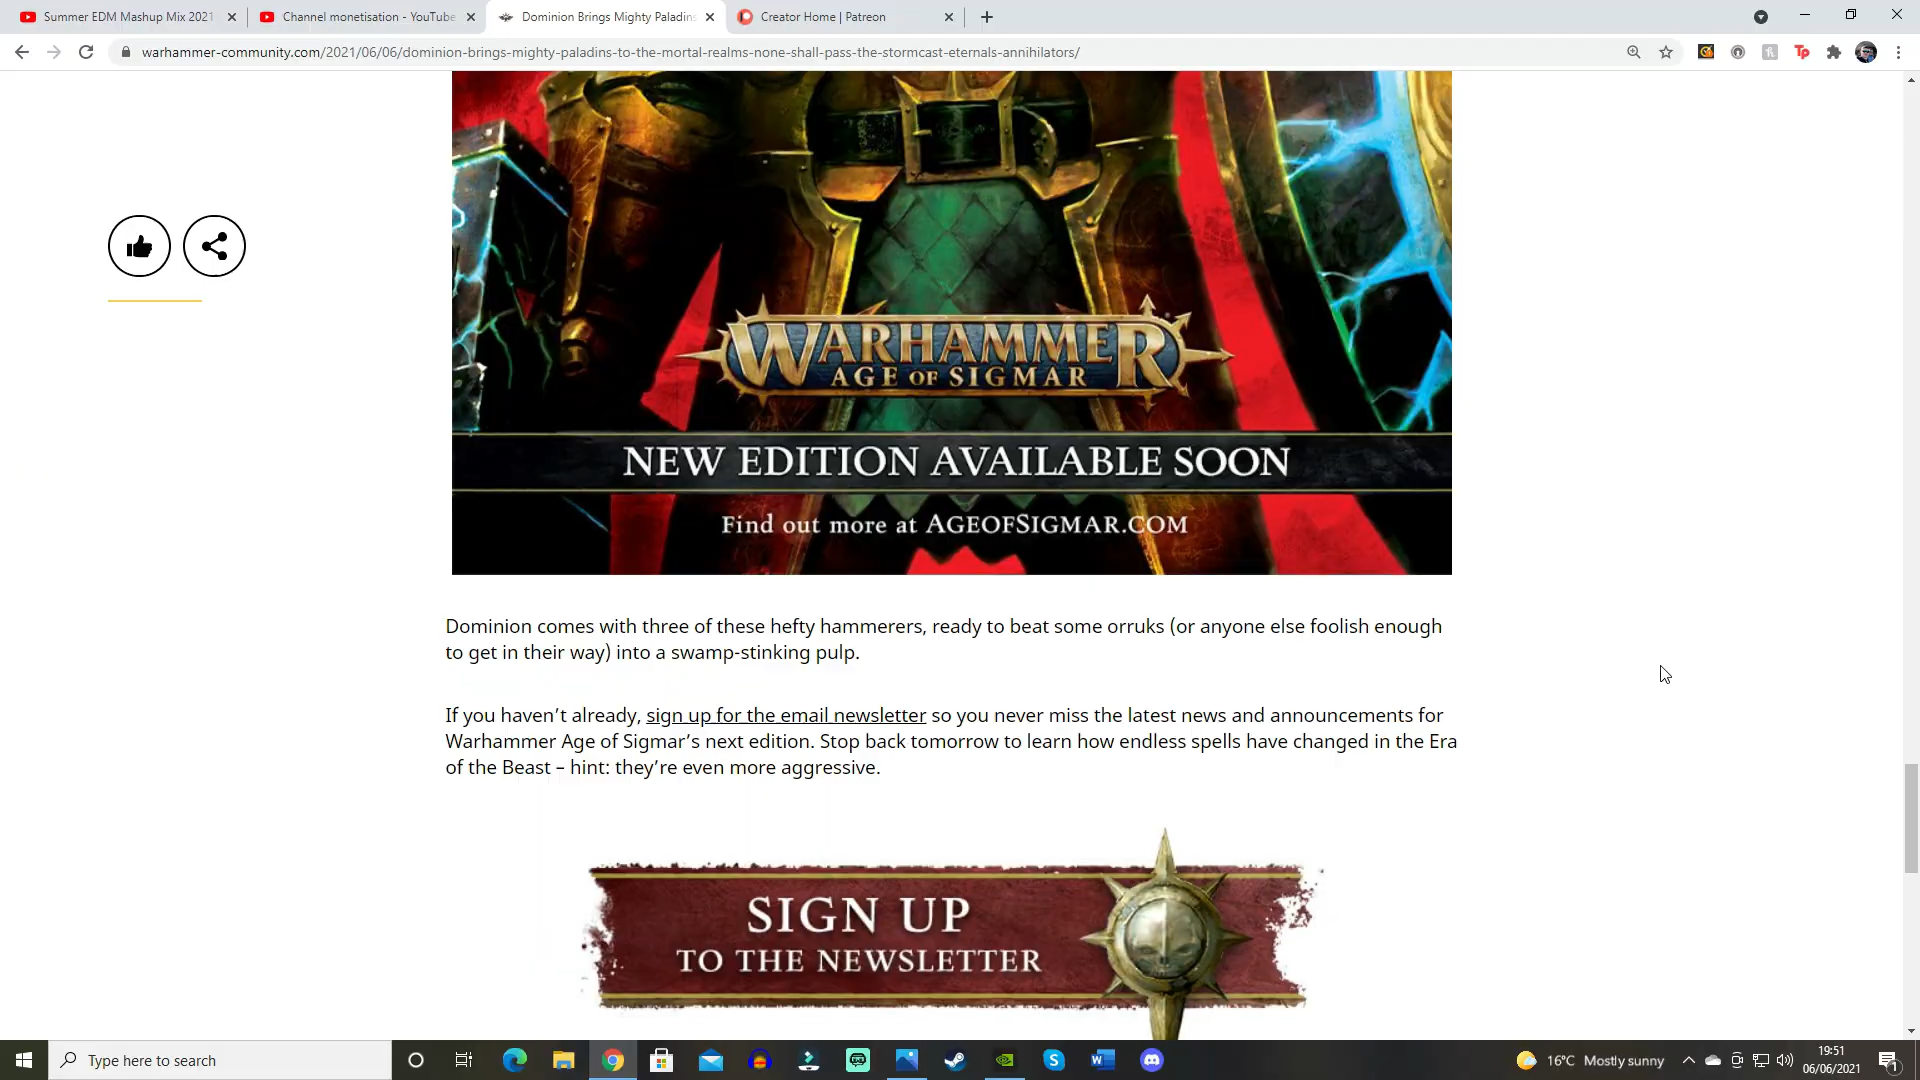 Summer EDM Mashup Mix 2021
Channel monetisation - YouTube
Dominion Brings Mighty Paladins
Creator Home | Patreon
warhammer-community.com/2021/06/06/dominion-brings-mighty-paladins-to-the-mortal-realms-none-shall-pass-the-stormcast-eternals-annihilators/
WARHAMMER
AGE OF SIGMAR
NEW EDITION AVAILABLE SOON
Find out more at AGEOFSIGMAR.COM
Dominion comes with three of these hefty hammerers, ready to beat some orruks (or anyone else foolish enough
to get in their way) into a swamp-stinking pulp.
If you haven’t already, sign up for the email newsletter so you never miss the latest news and announcements for
Warhammer Age of Sigmar’s next edition. Stop back tomorrow to learn how endless spells have changed in the Era
of the Beast – hint: they’re even more aggressive.
SIGN UP
TO THE NEWSLETTER
Type here to search
16°C Mostly sunny
19:51
06/06/2021
1